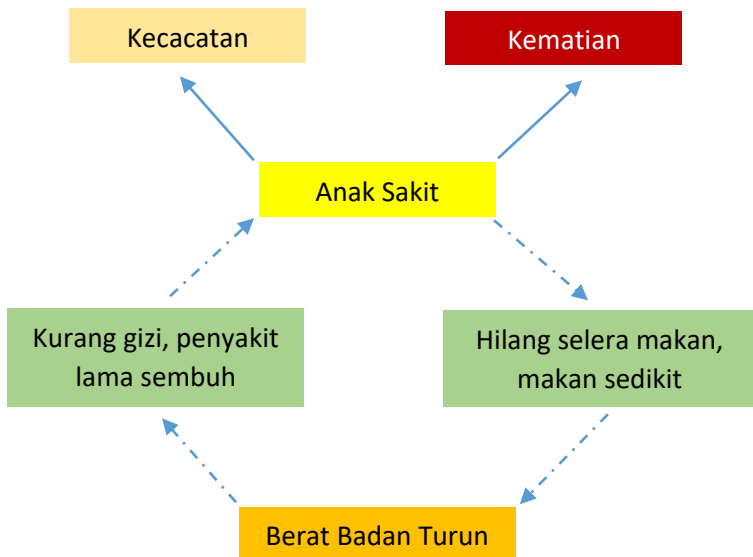 Kecacatan
Kematian
Anak Sakit
Kurang gizi, penyakit
lama sembuh
Hilang selera makan,
makan sedikit
Berat Badan Turun